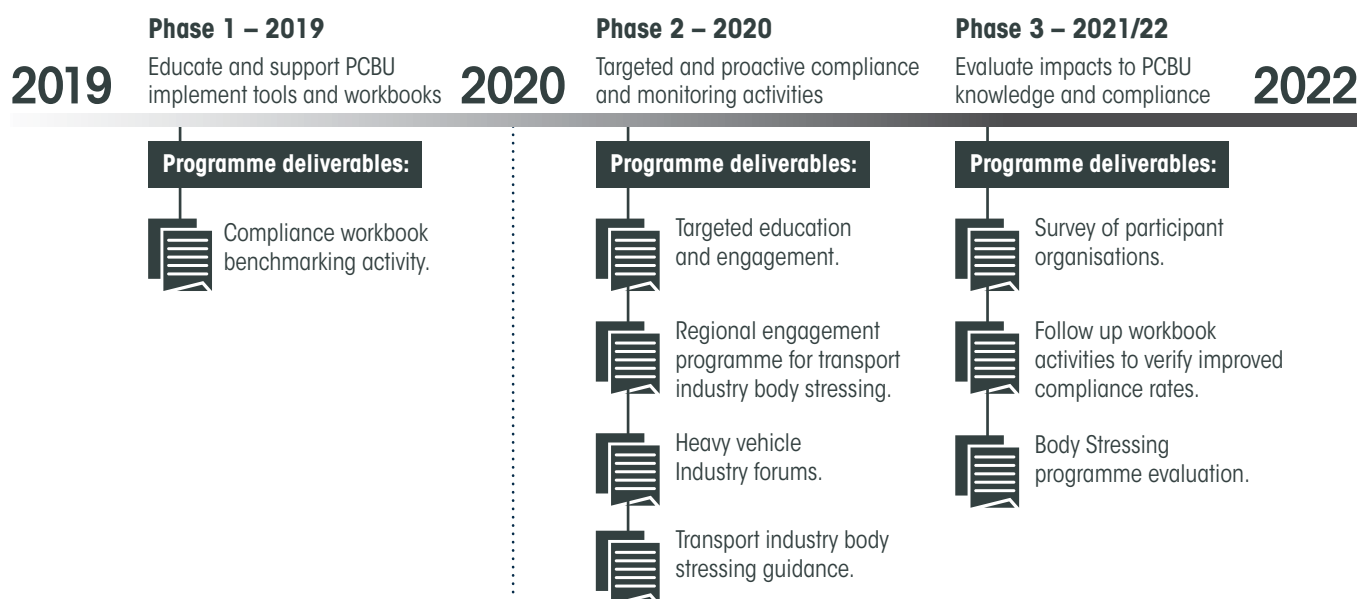 2019
Phase 1 – 2019
Educate and support PCBU
implement tools and workbooks
Programme deliverables:
Compliance workbook
benchmarking activity.
2020
Phase 2 – 2020
Targeted and proactive compliance
and monitoring activities
Programme deliverables:
Targeted education
and engagement.
Regional engagement
programme for transport
industry body stressing.
Heavy vehicle
Industry forums.
Transport industry body
stressing guidance.
Phase 3 – 2021/22
Evaluate impacts to PCBU
knowledge and compliance
Programme deliverables:
Survey of participant
organisations.
Follow up workbook
activities to verify improved
compliance rates.
Body Stressing
programme evaluation.
2022